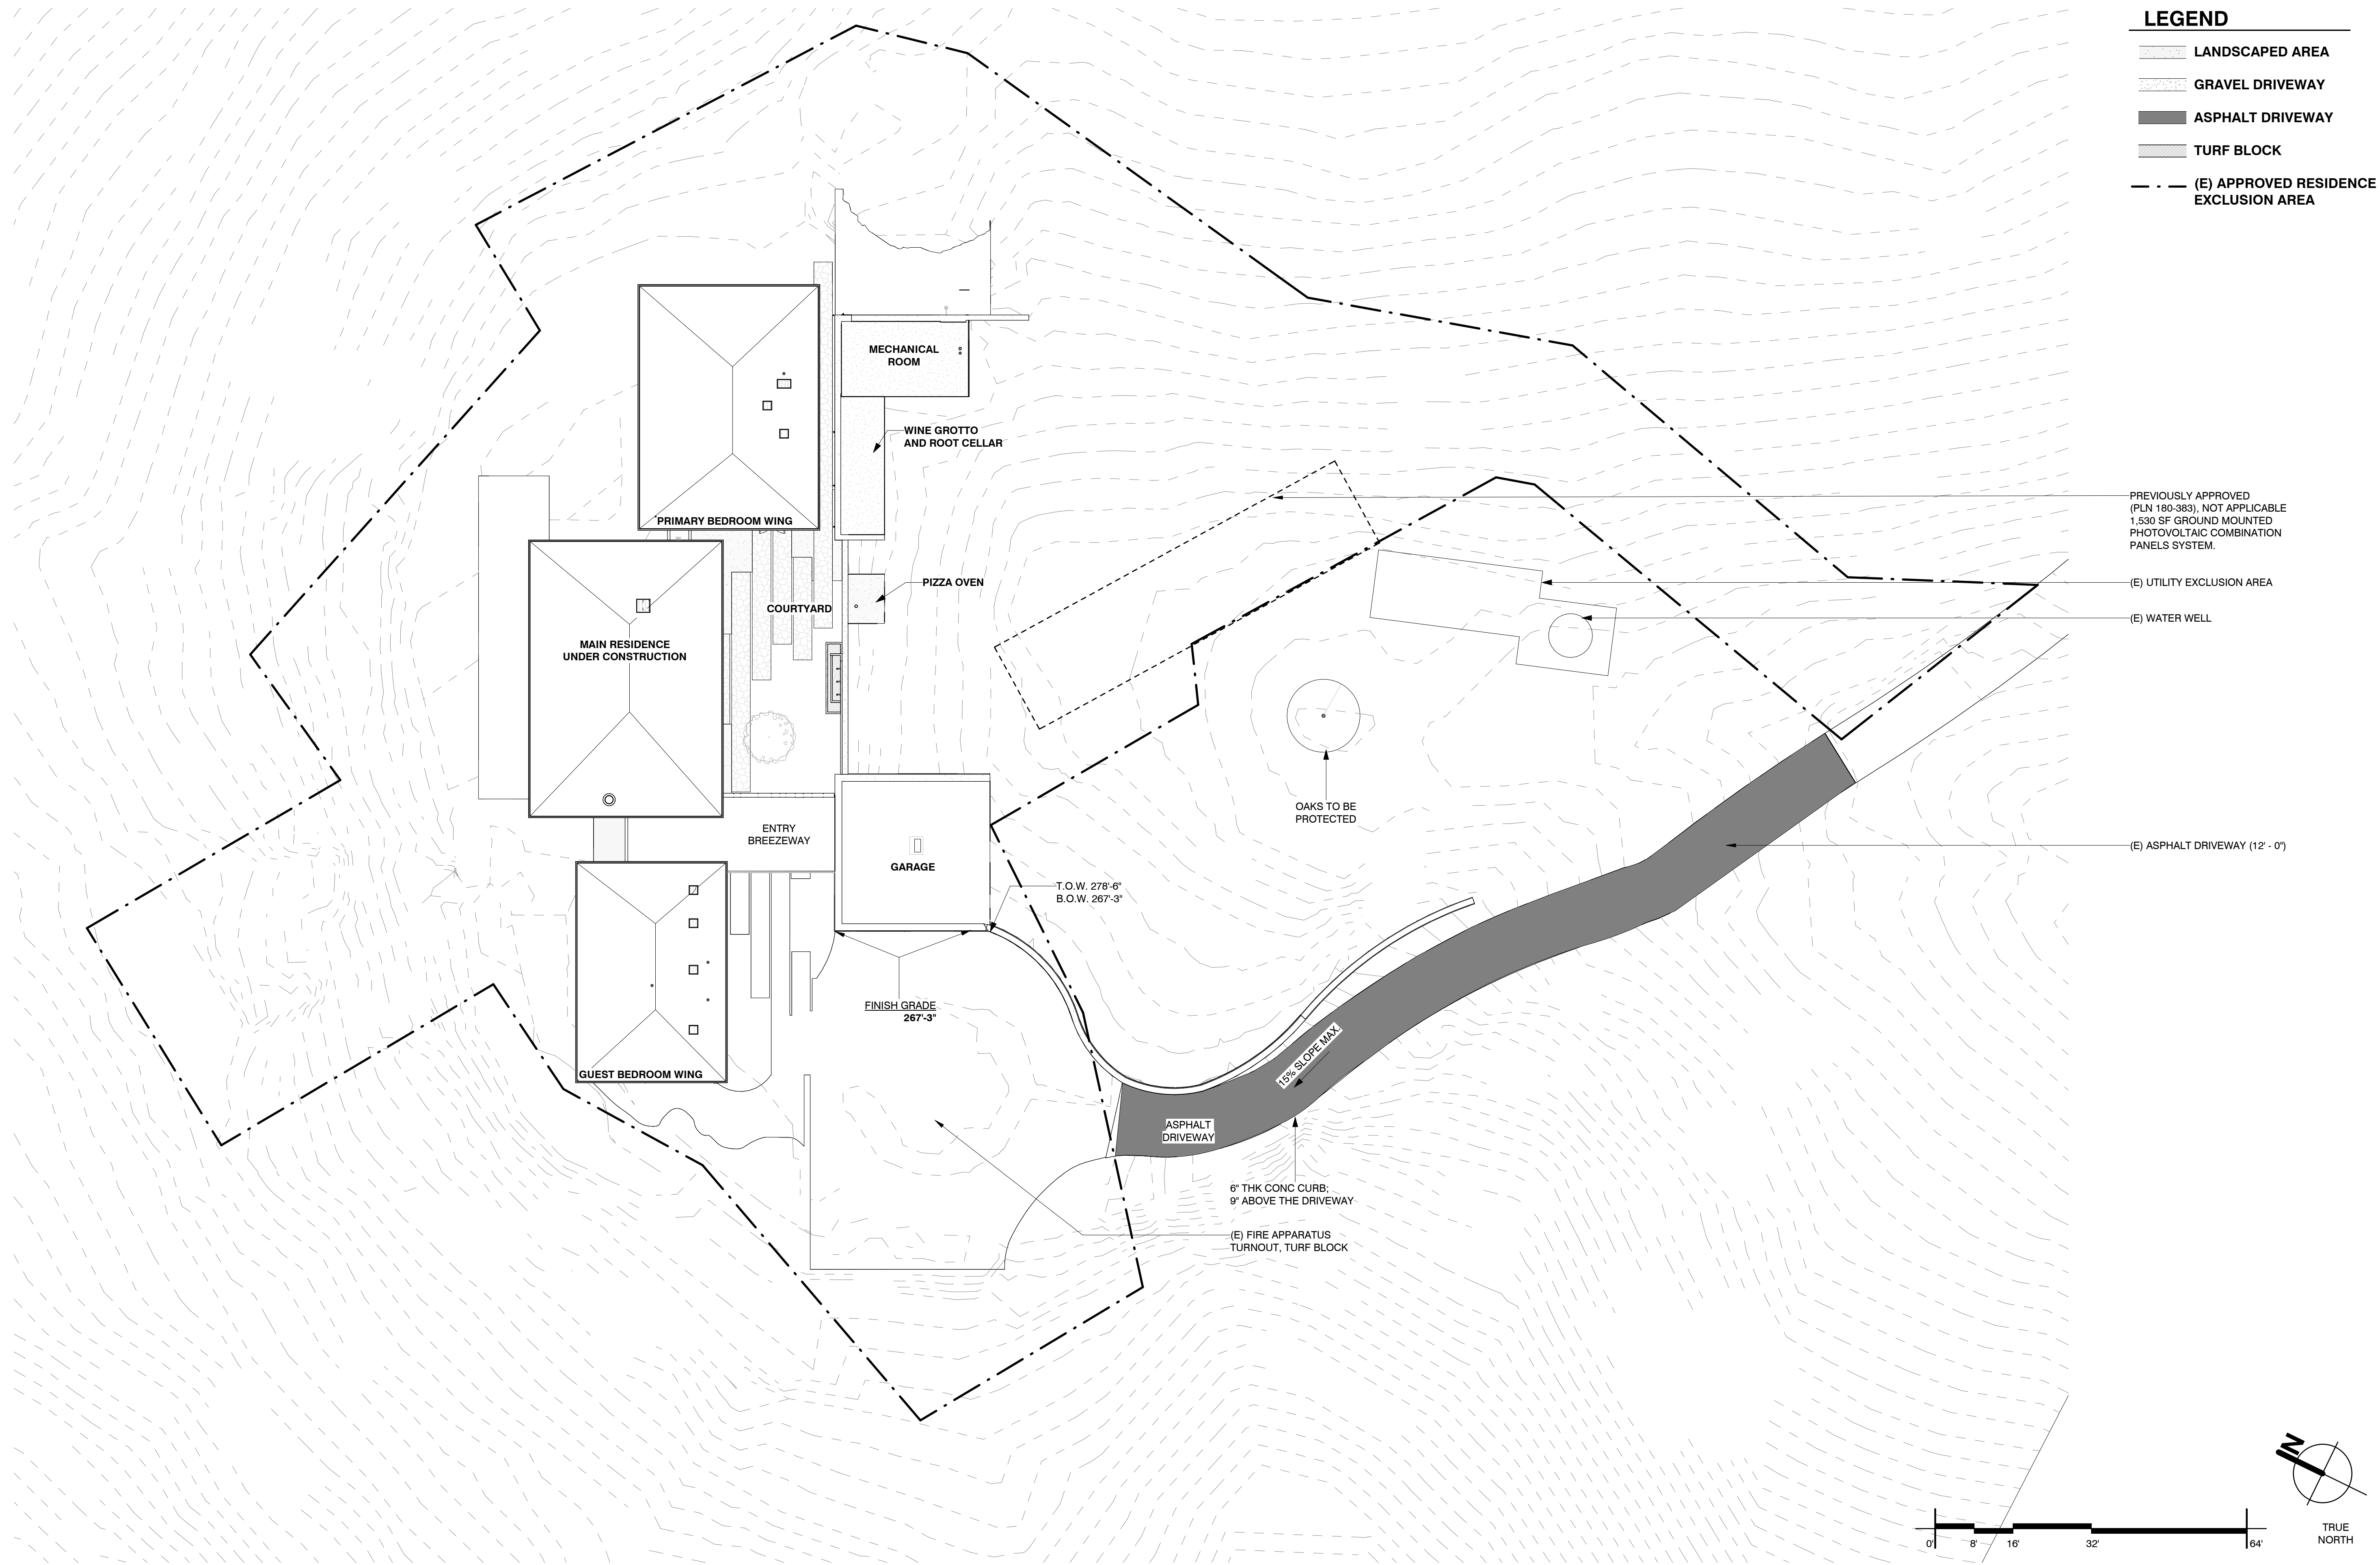 LEGEND
LANDSCAPED AREA
GRAVEL DRIVEWAY
ASPHALT DRIVEWAY
TURF BLOCK
(E) APPROVED RESIDENCE
EXCLUSION AREA
MECHANICAL
ROOM
WINE GROTTO
AND ROOT CELLAR
PRIMARY BEDROOM WING
PREVIOUSLY APPROVED
(PLN 180-383), NOT APPLICABLE
1,530 SF GROUND MOUNTED
PHOTOVOLTAIC COMBINATION
PANELS SYSTEM.
(E) UTILITY EXCLUSION AREA
(E) WATER WELL
PIZZA OVEN
COURTYARD
MAIN RESIDENCE
UNDER CONSTRUCTION
OAKS TO BE
PROTECTED
ENTRY
BREEZEWAY
GARAGE
(E) ASPHALT DRIVEWAY (12' - 0")
T.O.W. 278'-6"
B.O.W. 267'-3"
FINISH GRADE
267'-3"
15% SLOPE MAX.
GUEST BEDROOM WING
ASPHALT
DRIVEWAY
6" THK CONC CURB;
9" ABOVE THE DRIVEWAY
(E) FIRE APPARATUS
TURNOUT, TURF BLOCK
N
TRUE
NORTH
0' 8' 16' 32' 64'